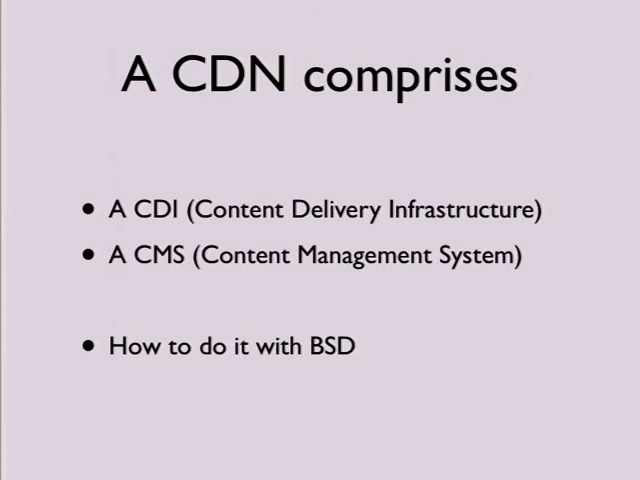 A CDN comprises
• A CDI (Content Delivery Infrastructure)
• A CMS (Content Management System)
• How to do it with BSD